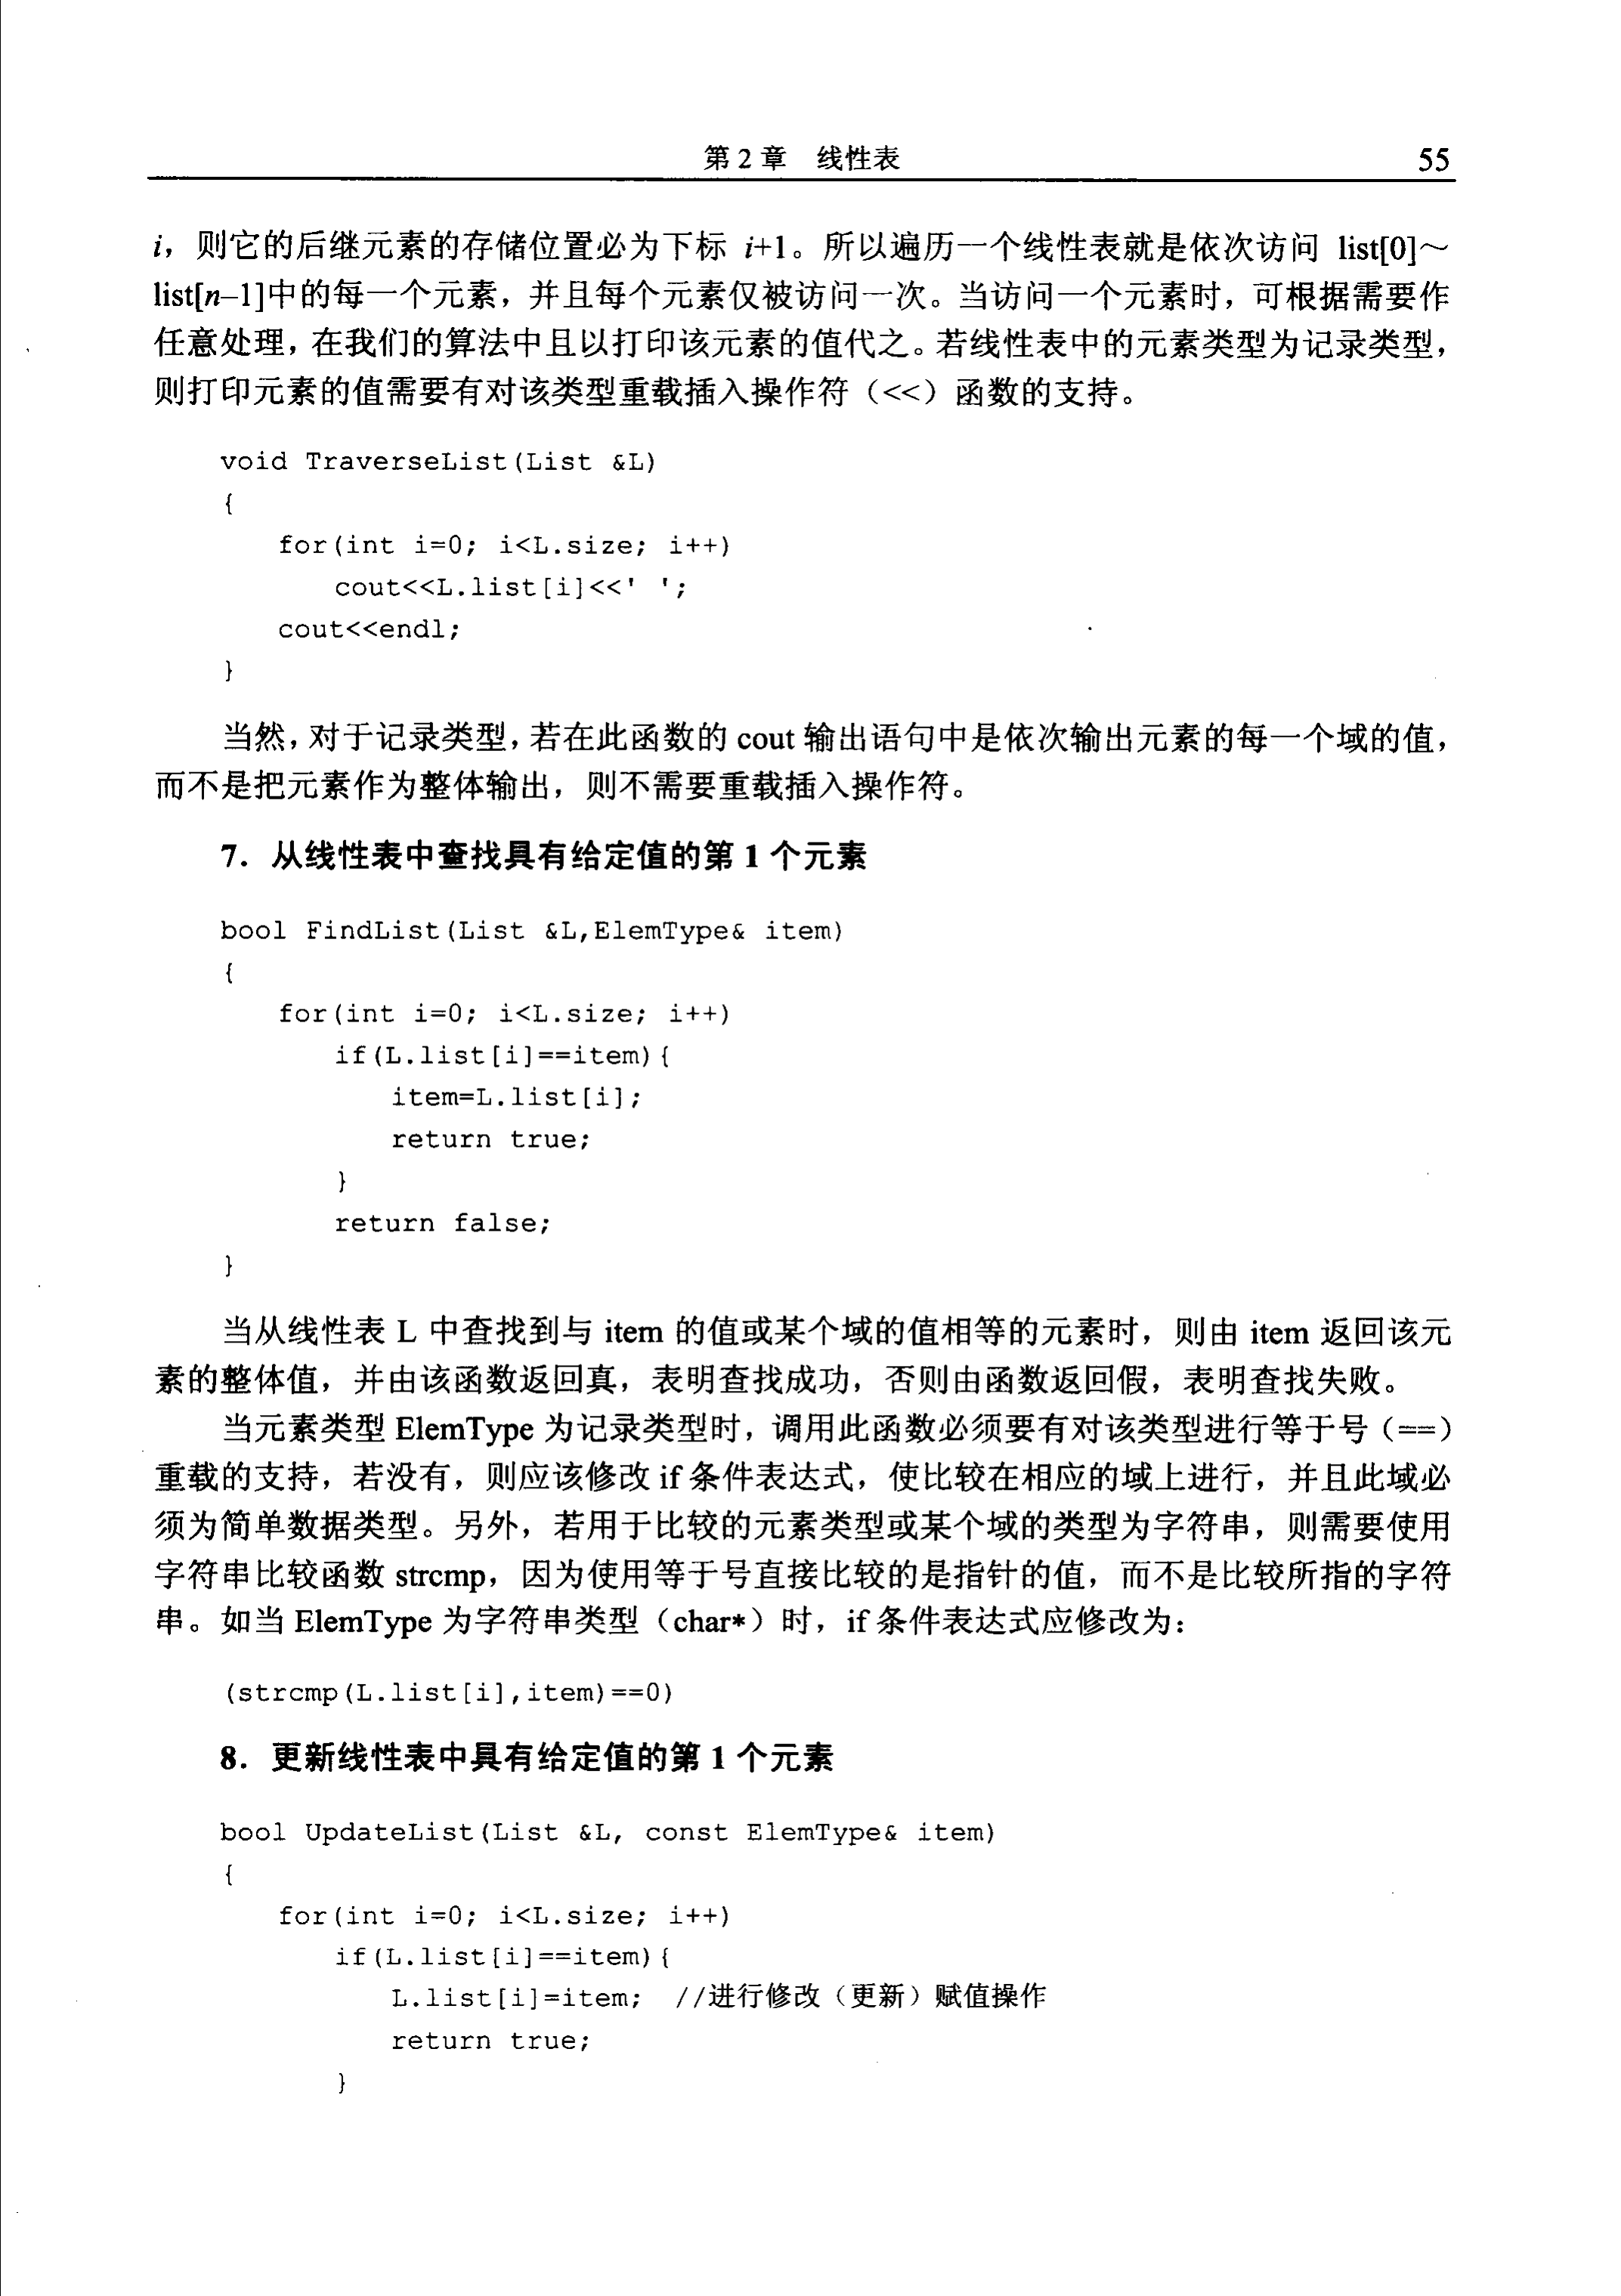 第 2 章 线性表 55
i，则它的后继元素的存储位置必为下标 i+1。所以遍历一个线性表就是依次访问 list[0]～
list[n–1]中的每一个元素，并且每个元素仅被访问一次。当访问一个元素时，可根据需要作
任意处理，在我们的算法中且以打印该元素的值代之。若线性表中的元素类型为记录类型，
则打印元素的值需要有对该类型重载插入操作符（<<）函数的支持。
void TraverseList(List &L)
{
for(int i=0; i<L.size; i++)
cout<<L.list[i]<<' ';
cout<<endl;
}
当然，对于记录类型，若在此函数的 cout 输出语句中是依次输出元素的每一个域的值，
而不是把元素作为整体输出，则不需要重载插入操作符。
7．从线性表中查找具有给定值的第 1 个元素
bool FindList(List &L,ElemType& item)
{
for(int i=0; i<L.size; i++)
if(L.list[i]==item){
item=L.list[i];
return true;
}
return false;
}
当从线性表 L 中查找到与 item 的值或某个域的值相等的元素时，则由 item 返回该元
素的整体值，并由该函数返回真，表明查找成功，否则由函数返回假，表明查找失败。
当元素类型 ElemType 为记录类型时，调用此函数必须要有对该类型进行等于号（==）
重载的支持，若没有，则应该修改 if 条件表达式，使比较在相应的域上进行，并且此域必
须为简单数据类型。另外，若用于比较的元素类型或某个域的类型为字符串，则需要使用
字符串比较函数 strcmp，因为使用等于号直接比较的是指针的值，而不是比较所指的字符
串。如当 ElemType 为字符串类型（char*）时，if 条件表达式应修改为：
(strcmp(L.list[i],item)==0)
8．更新线性表中具有给定值的第 1 个元素
bool UpdateList(List &L, const ElemType& item)
{
for(int i=0; i<L.size; i++)
if(L.list[i]==item){
L.list[i]=item; //进行修改（更新）赋值操作
return true;
}